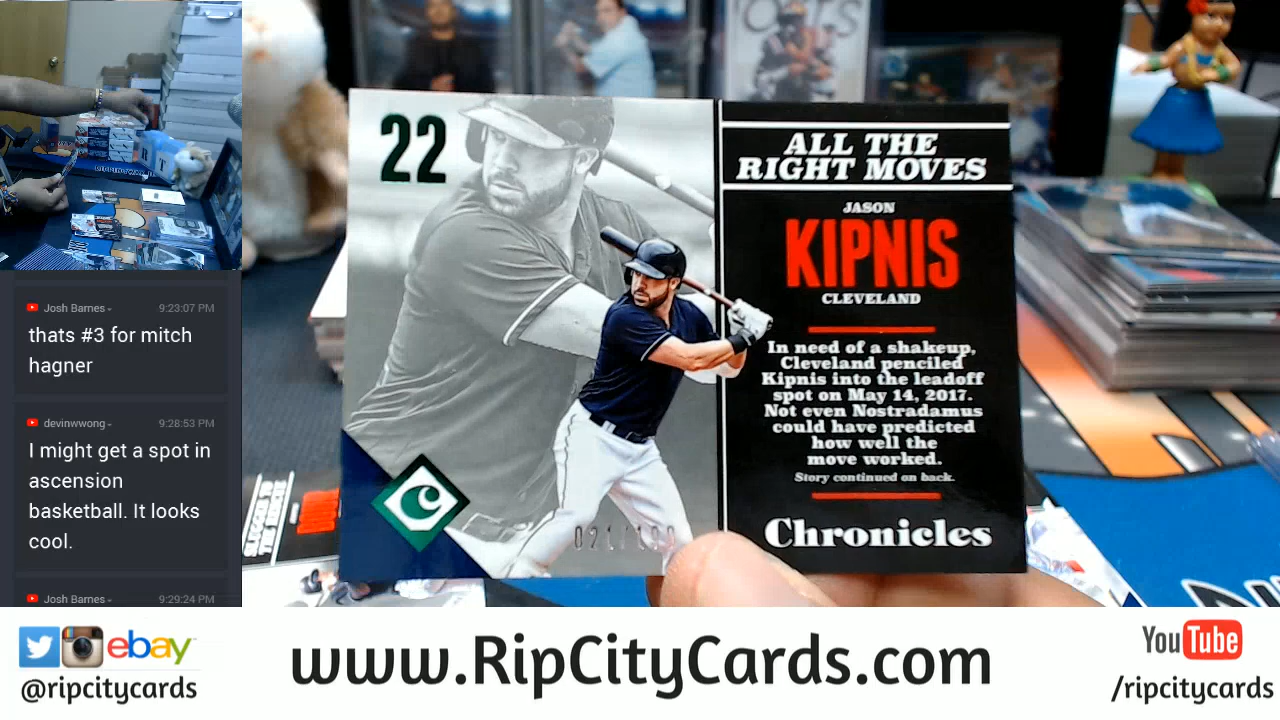 22
ALL THE
RIGHT MOVES
JASON
KIPNIS
CLEVELAND
In need of a shakeup,
Cleveland penciled
Kipnis into the leadoff
spot on May 14, 2017.
Not even Nostradamus
could have predicted
how well the
move worked.
Story continued on back.
Chronicles
Josh Barnes 9:23:07 PM
thats #3 for mitch
hagner
devinwwong 9:28:53 PM
I might get a spot in
ascension
basketball. It looks
cool.
Josh Barnes 9:29:24 PM
ebay
@ripcitycards
www.RipCityCards.com
YouTube
/ripcitycards